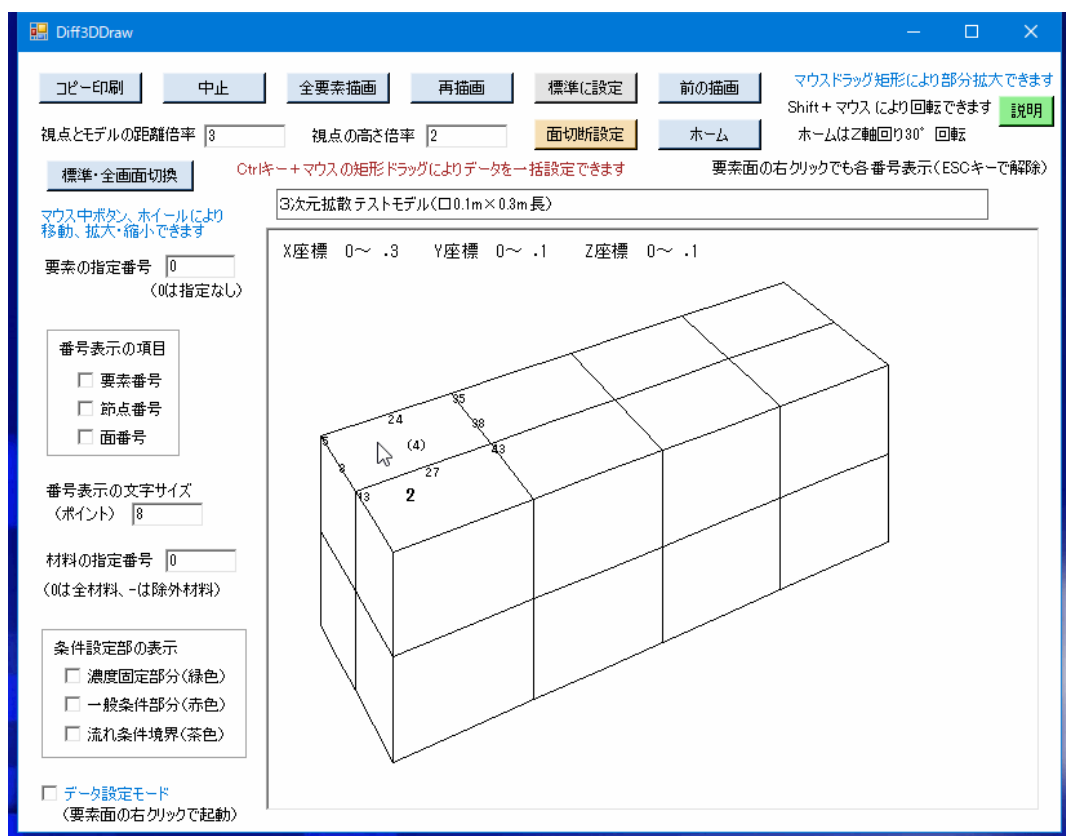 Diff3DDraw
コピー印刷 中止 全要素描画 再描画 標準に設定 前の描画 マウスドラッグ矩形により部分拡大できます
Shift+マウス により回転できます 説明
視点とモデルの距離倍率 3 視点の高さ倍率 2 面切断設定 ホーム ホームはZ軸回り30° 回転
標準・全画面切換 Ctrlキー+マウスの矩形ドラッグによりデータを一括設定できます 要素面の右クリックでも各番号表示(ESCキーで解除)
3次元拡散テストモデル(口0.1m×0.3m長)
マウス中ボタン、ホイールにより
移動、拡大・縮小できます
X座標 0~ .3 Y座標 0~ .1 Z座標 0~ .1
要素の指定番号 0
(0は指定なし)
番号表示の項目
要素番号
節点番号
面番号
35
24
38
5
(4)
43
3
27
13
2
番号表示の文字サイズ
(ポイント) 8
材料の指定番号 0
(0は全材料、-は除外材料)
条件設定部の表示
濃度固定部分(緑色)
一般条件部分(赤色)
流れ条件境界(茶色)
データ設定モード
(要素面の右クリックで起動)